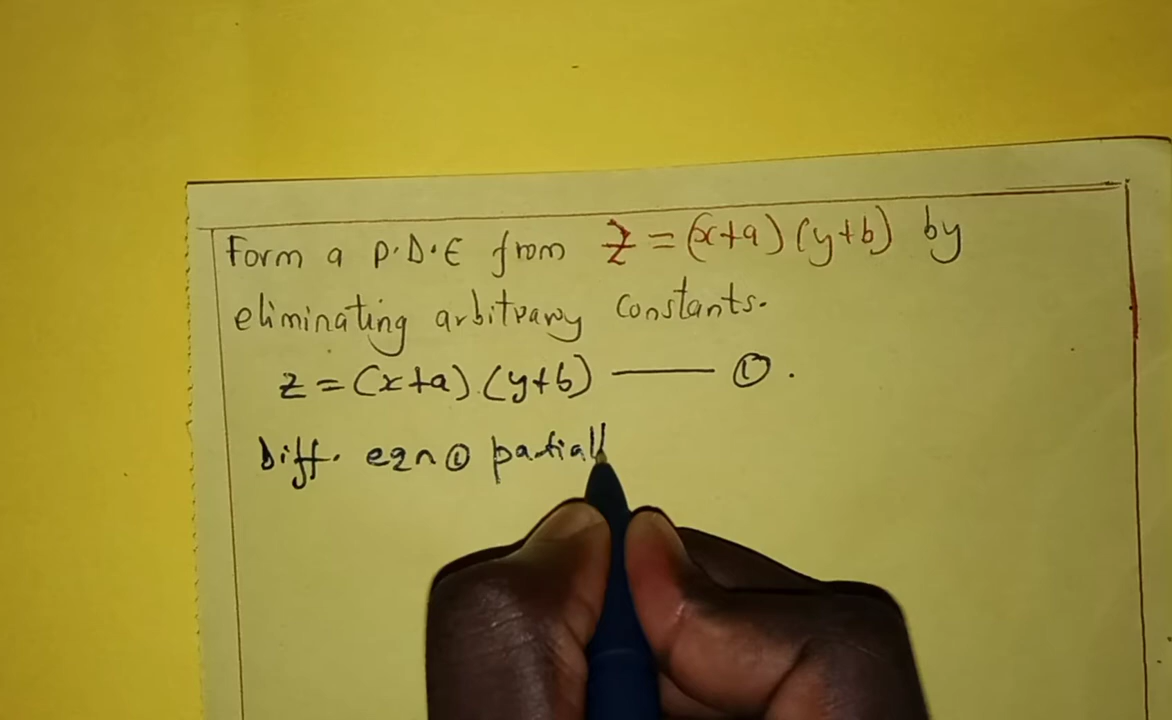 Form a P.D.E from z = (x+a) (y+b) by
eliminating arbitrary constants.
z = (x+a).(y+b) —— ①.
Diff. eqn ① partiall